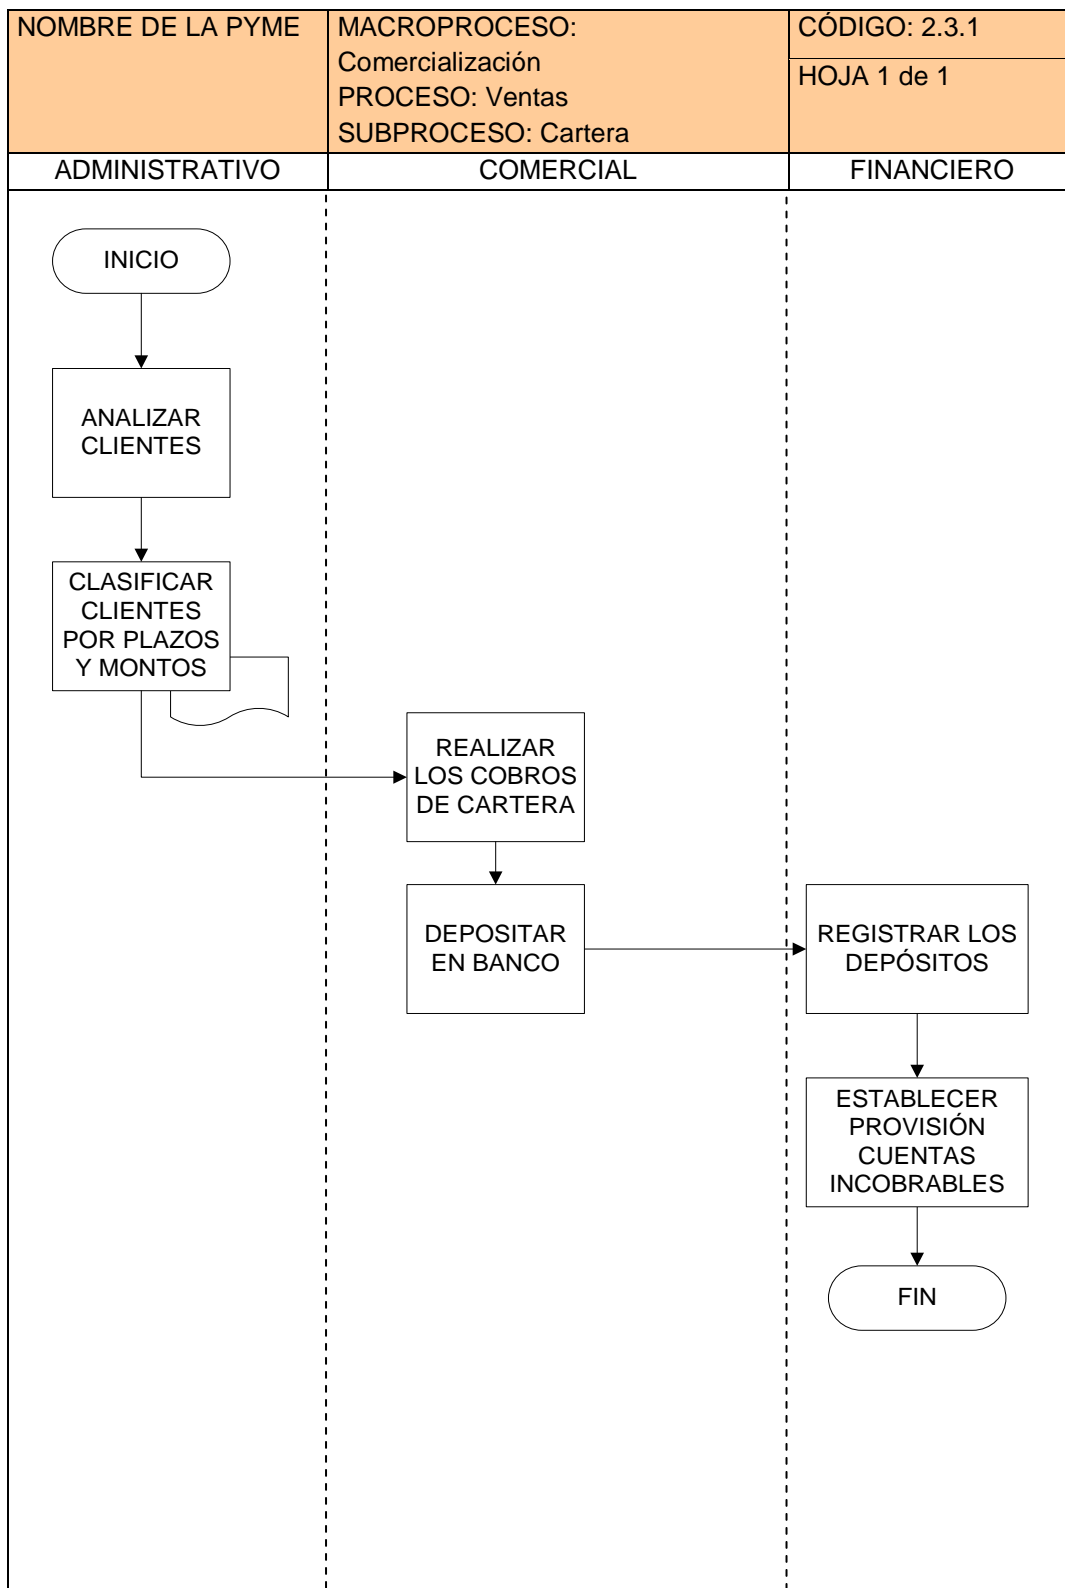 NOMBRE DE LA PYME
MACROPROCESO:
Comercialización
PROCESO: Ventas
SUBPROCESO: Cartera
CÓDIGO: 2.3.1
HOJA 1 de 1
ADMINISTRATIVO
COMERCIAL
FINANCIERO
INICIO
ANALIZAR
CLIENTES
CLASIFICAR
CLIENTES
POR PLAZOS
Y MONTOS
REALIZAR
LOS COBROS
DE CARTERA
DEPOSITAR
EN BANCO
REGISTRAR LOS
DEPÓSITOS
ESTABLECER
PROVISIÓN
CUENTAS
INCOBRABLES
FIN